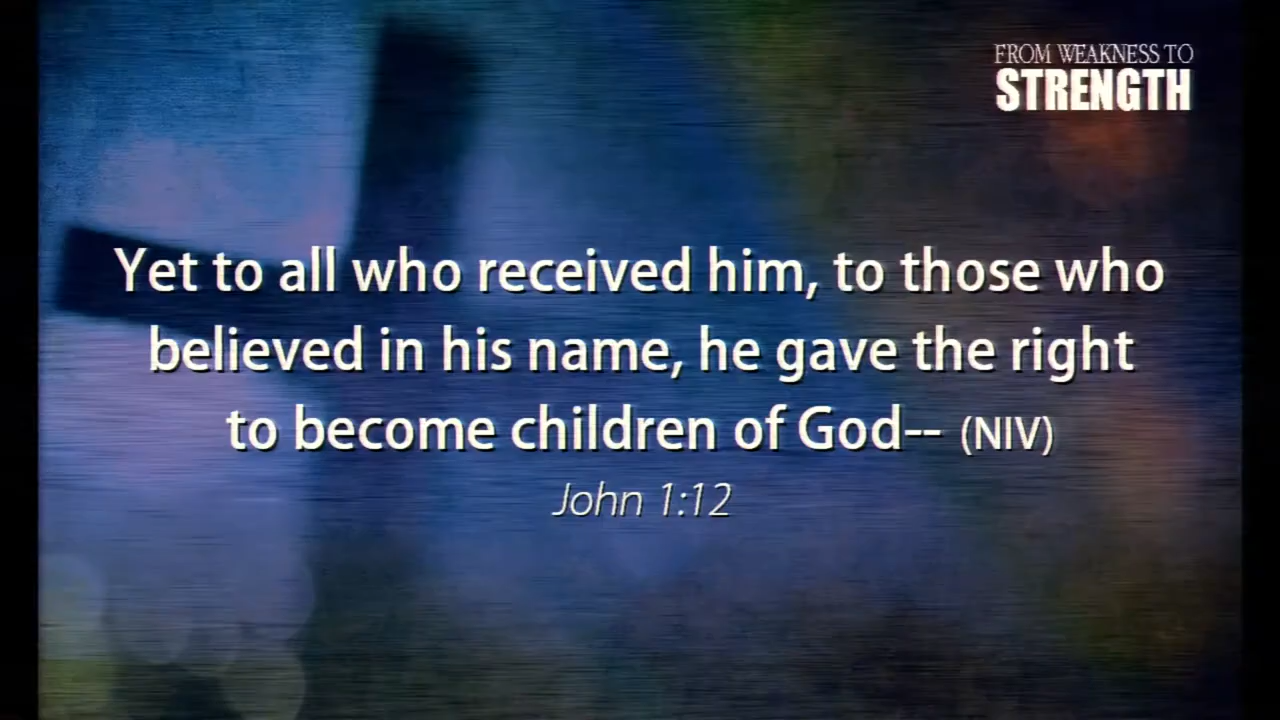 FROM WEAKNESS TO
STRENGTH
Yet to all who received him, to those who
believed in his name, he gave the right
to become children of God-- (NIV)
John 1:12